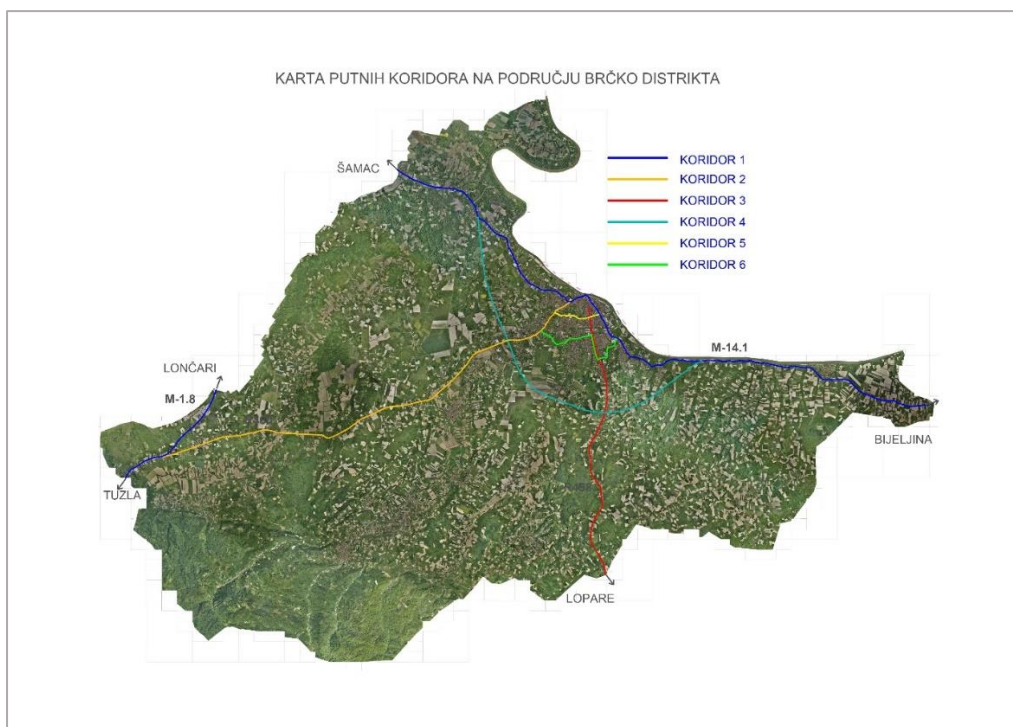 KARTA PUTNIH KORIDORA NA PODRUČJU BRČKO DISTRIKTA
ŠAMAC
KORIDOR 1
KORIDOR 2
KORIDOR 3
KORIDOR 4
KORIDOR 5
KORIDOR 6
M-14.1
LONČARI
M-1.8
BIJELJINA
TUZLA
LOPARE